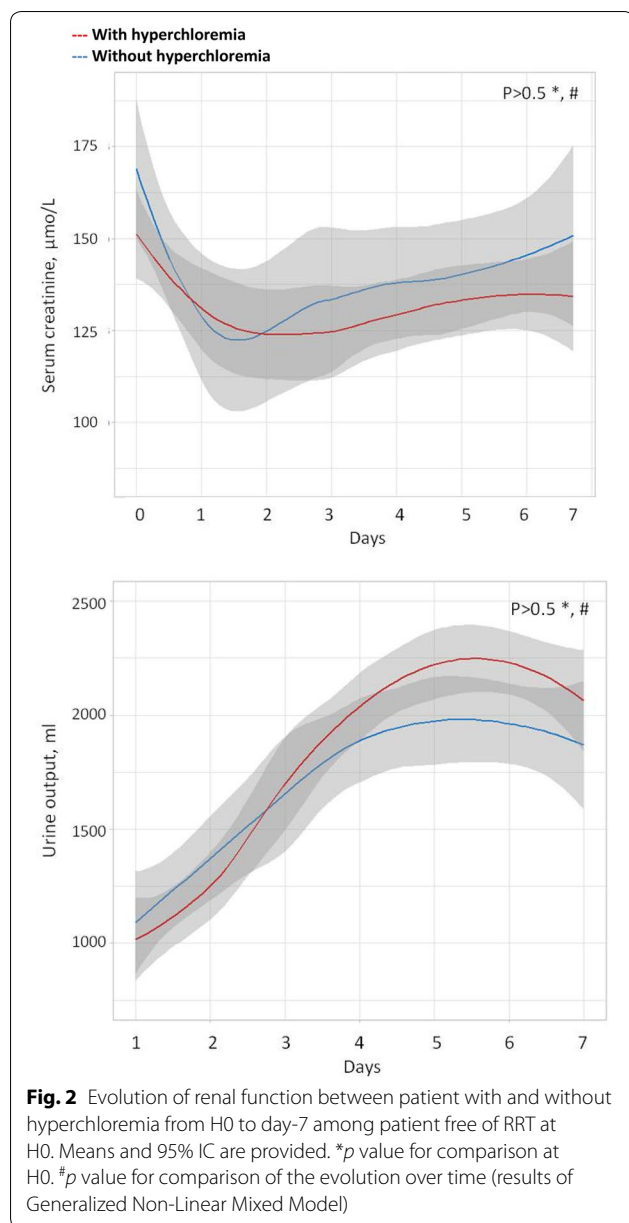 --- With hyperchloremia
--- Without hyperchloremia
P>0.5 *, #
175
150
125
100
Serum creatinine, µmo/L
0 1 2 3 4 5 6 7
Days
P>0.5 *, #
2500
2000
1500
1000
Urine output, ml
1 2 3 4 5 6 7
Days
Fig. 2 Evolution of renal function between patient with and without
hyperchloremia from H0 to day-7 among patient free of RRT at
H0. Means and 95% IC are provided. *p value for comparison at
H0. #p value for comparison of the evolution over time (results of
Generalized Non-Linear Mixed Model)